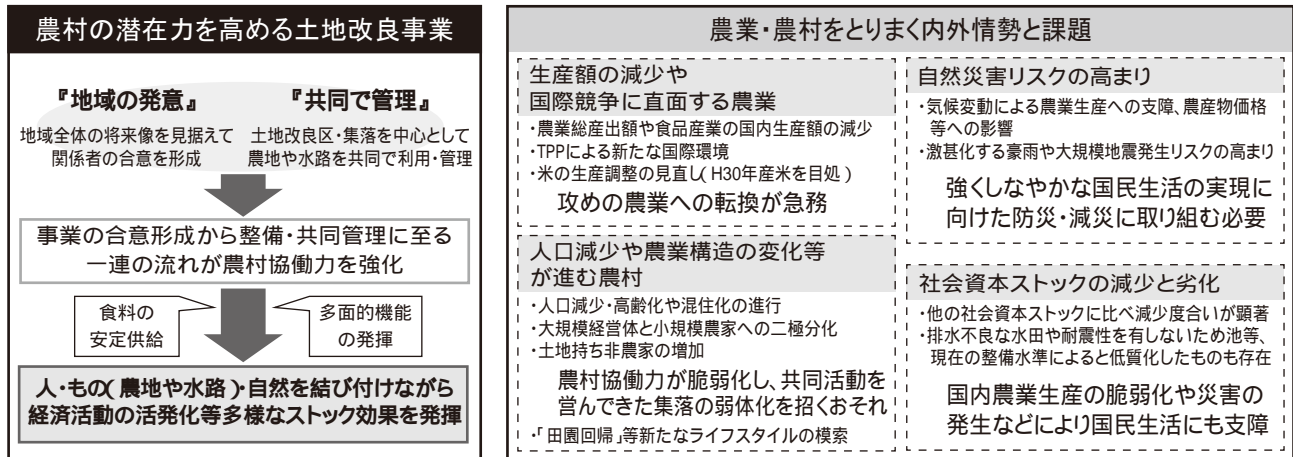 農村の潜在力を高める土地改良事業
『地域の発意』
地域全体の将来像を見据えて
関係者の合意を形成
『共同で管理』
土地改良区・集落を中心として
農地や水路を共同で利用・管理
事業の合意形成から整備・共同管理に至る
一連の流れが農村協働力を強化
食料の
安定供給
多面的機能
の発揮
人・もの(農地や水路)・自然を結び付けながら
経済活動の活発化等多様なストック効果を発揮
農業・農村をとりまく内外情勢と課題
生産額の減少や
国際競争に直面する農業
・農業総産出額や食品産業の国内生産額の減少
・TPPによる新たな国際環境
・米の生産調整の見直し(H30年産米を目処)
攻めの農業への転換が急務
人口減少や農業構造の変化等
が進む農村
・人口減少・高齢化や混住化の進行
・大規模経営体と小規模農家への二極分化
・土地持ち非農家の増加
農村協働力が脆弱化し、共同活動を
営んできた集落の弱体化を招くおそれ
・「田園回帰」等新たなライフスタイルの模索
自然災害リスクの高まり
・気候変動による農業生産への支障、農産物価格
等への影響
・激甚化する豪雨や大規模地震発生リスクの高まり
強くしなやかな国民生活の実現に
向けた防災・減災に取り組む必要
社会資本ストックの減少と劣化
・他の社会資本ストックに比べ減少度合いが顕著
・排水不良な水田や耐震性を有しないため池等、
現在の整備水準によると低質化したものも存在
国内農業生産の脆弱化や災害の
発生などにより国民生活にも支障